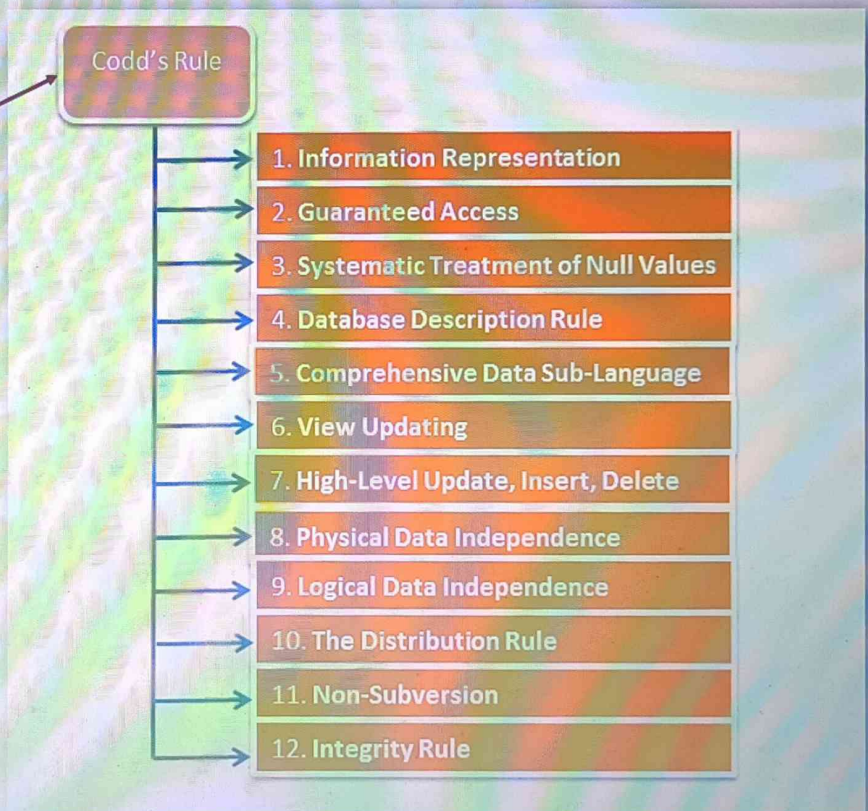 Codd's Rule
1. Information Representation
2. Guaranteed Access
3. Systematic Treatment of Null Values
4. Database Description Rule
5. Comprehensive Data Sub-Language
6. View Updating
7. High-Level Update, Insert, Delete
8. Physical Data Independence
9. Logical Data Independence
10. The Distribution Rule
11. Non-Subversion
12. Integrity Rule